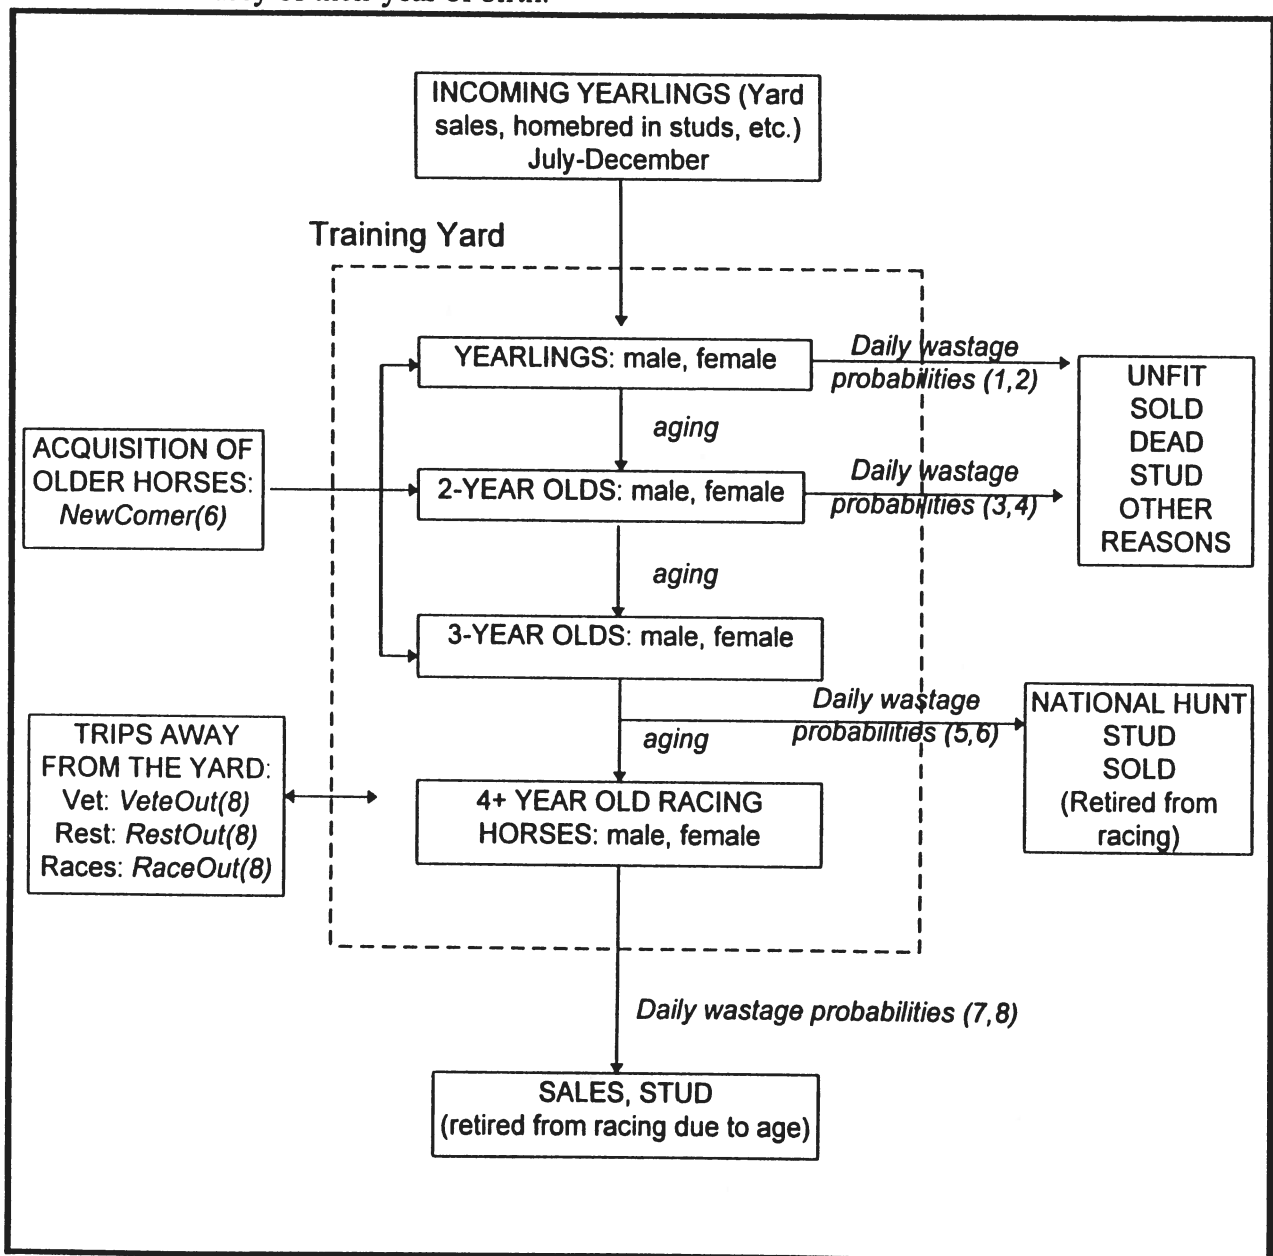 INCOMING YEARLINGS (Yard
sales, homebred in studs, etc.)
July-December
Training Yard
YEARLINGS: male, female
Daily wastage
probabilities (1,2)
UNFIT
SOLD
DEAD
STUD
OTHER
REASONS
aging
ACQUISITION OF
OLDER HORSES:
NewComer(6)
2-YEAR OLDS: male, female
Daily wastage
probabilities (3,4)
aging
3-YEAR OLDS: male, female
Daily wastage
probabilities (5,6)
aging
NATIONAL HUNT
STUD
SOLD
(Retired from
racing)
TRIPS AWAY
FROM THE YARD:
Vet: VeteOut(8)
Rest: RestOut(8)
Races: RaceOut(8)
4+ YEAR OLD RACING
HORSES: male, female
Daily wastage probabilities (7,8)
SALES, STUD
(retired from racing due to age)